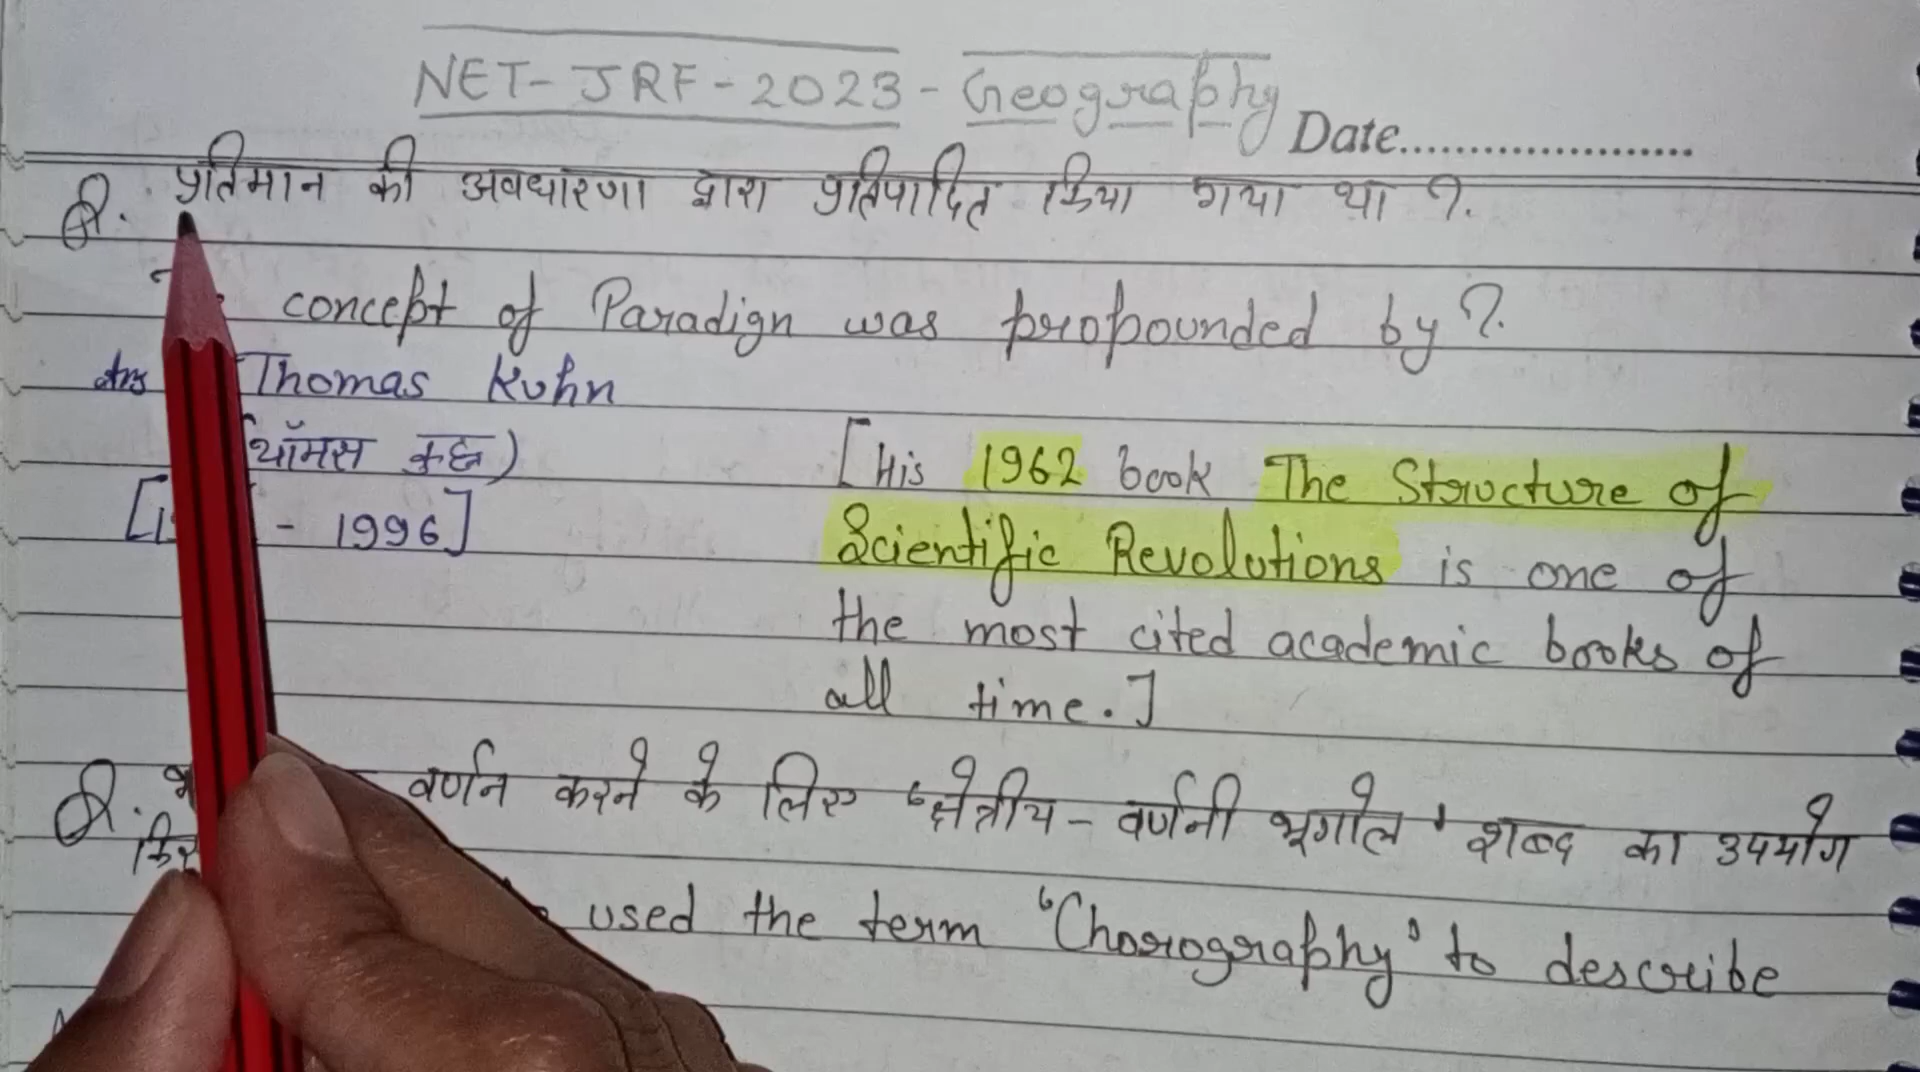 NET-JRF-2023-Geography
Date.....................
Q. प्रतिमान की अवधारणा द्वारा प्रतिपादित किया गया था ?.
concept of Paradign was propounded by ?.
Ans Thomas Kuhn
थॉमस कुह्न)
[His 1962 book The Structure of
[1 - 1996]
Scientific Revolutions is one of
the most cited academic books of
all time.]
Q. वर्णन करने के लिए 'क्षेत्रीय - वर्णनी भूगोल' शब्द का उपयोग
used the term "Chorography" to describe